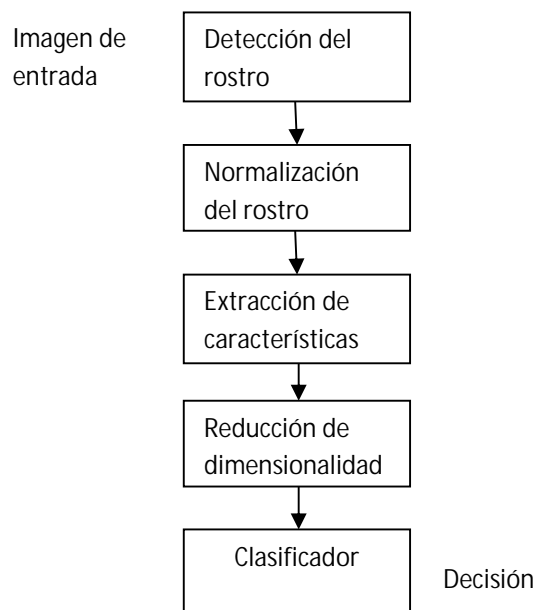 Imagen de
entrada
Detección del
rostro
Normalización
del rostro
Extracción de
características
Reducción de
dimensionalidad
Clasificador
Decisión